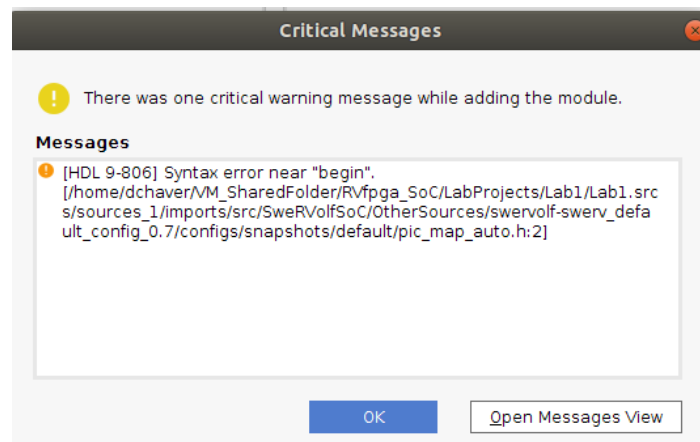 Critical Messages
There was one critical warning message while adding the module.
Messages
[HDL 9-806] Syntax error near "begin".
[/home/dchaver/VM_SharedFolder/RVfpga_SoC/LabProjects/Lab1/Lab1.src
s/sources_1/imports/src/SweRVolfSoC/OtherSources/swervolf-swerv_defa
ult_config_0.7/configs/snapshots/default/pic_map_auto.h:2]
OK
Open Messages View